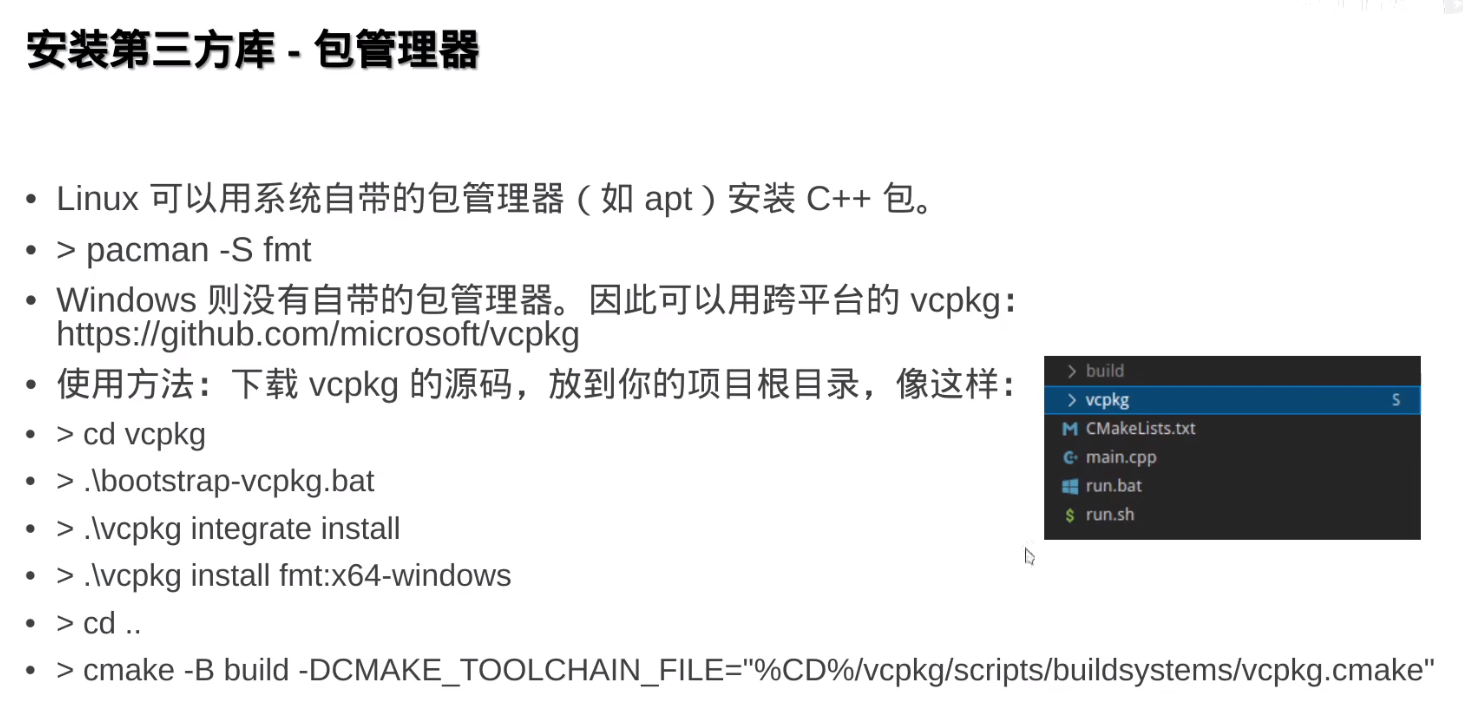 安装第三方库 - 包管理器
• Linux 可以用系统自带的包管理器（如 apt）安装 C++ 包。
• > pacman -S fmt
• Windows 则没有自带的包管理器。因此可以用跨平台的 vcpkg：
https://github.com/microsoft/vcpkg
• 使用方法：下载 vcpkg 的源码，放到你的项目根目录，像这样：
• > cd vcpkg
• > .\bootstrap-vcpkg.bat
• > .\vcpkg integrate install
• > .\vcpkg install fmt:x64-windows
• > cd ..
• > cmake -B build -DCMAKE_TOOLCHAIN_FILE="%CD%/vcpkg/scripts/buildsystems/vcpkg.cmake"
build
vcpkg S
CMakeLists.txt
main.cpp
run.bat
run.sh